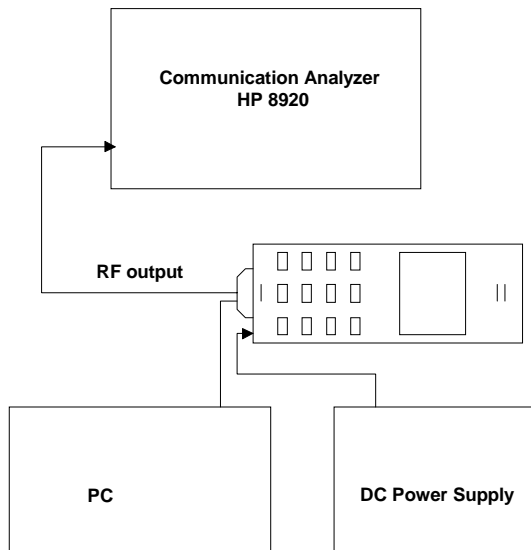 Communication Analyzer
HP 8920
RF output
PC
DC Power Supply